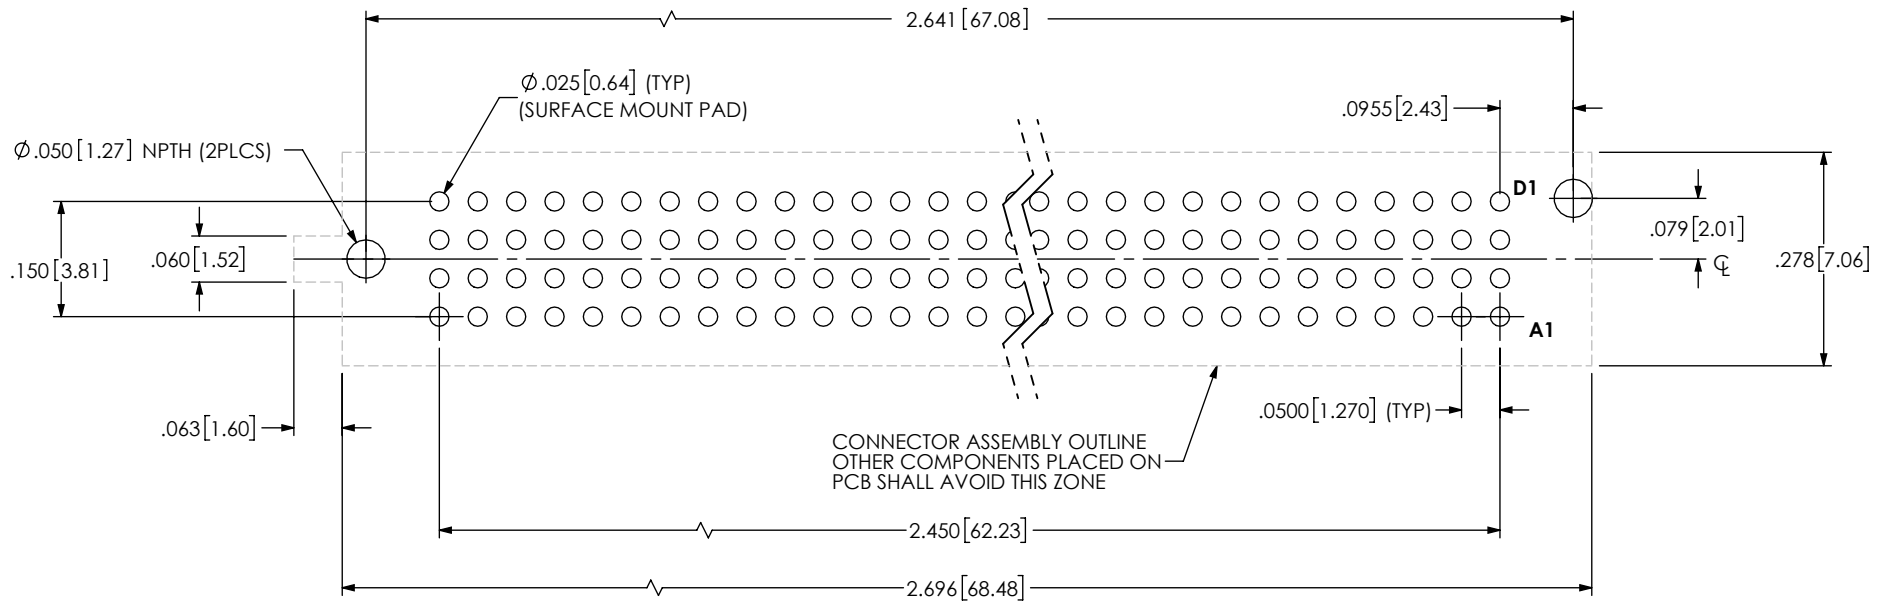 2.641[67.08]
Ø.025[0.64] (TYP)
(SURFACE MOUNT PAD)
.0955[2.43]
Ø.050[1.27] NPTH (2PLCS)
D1
.079[2.01]
.150[3.81]
.060[1.52]
℄
.278[7.06]
A1
.063[1.60]
.0500[1.270] (TYP)
CONNECTOR ASSEMBLY OUTLINE
OTHER COMPONENTS PLACED ON
PCB SHALL AVOID THIS ZONE
2.450[62.23]
2.696[68.48]